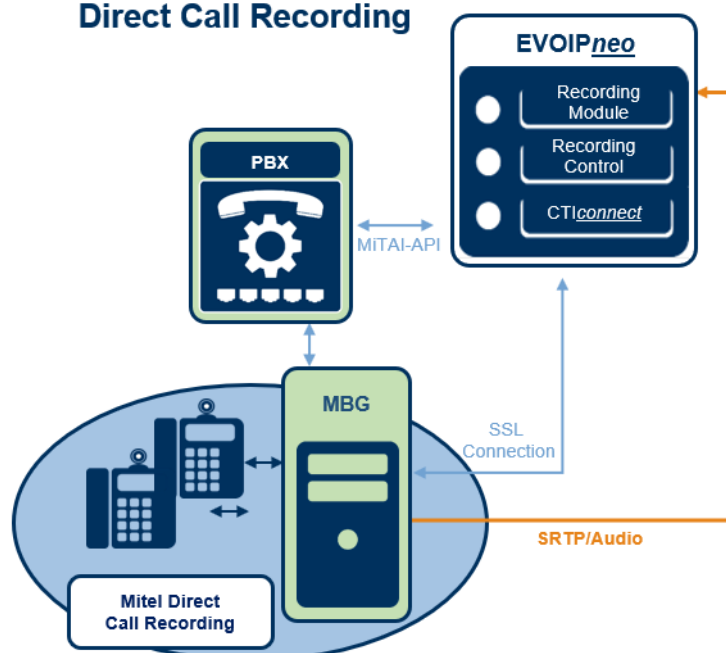 Direct Call Recording
EVOIPneo
Recording
Module
Recording
Control
CTIconnect
PBX
MiTAI-API
MBG
SSL
Connection
SRTP/Audio
Mitel Direct
Call Recording